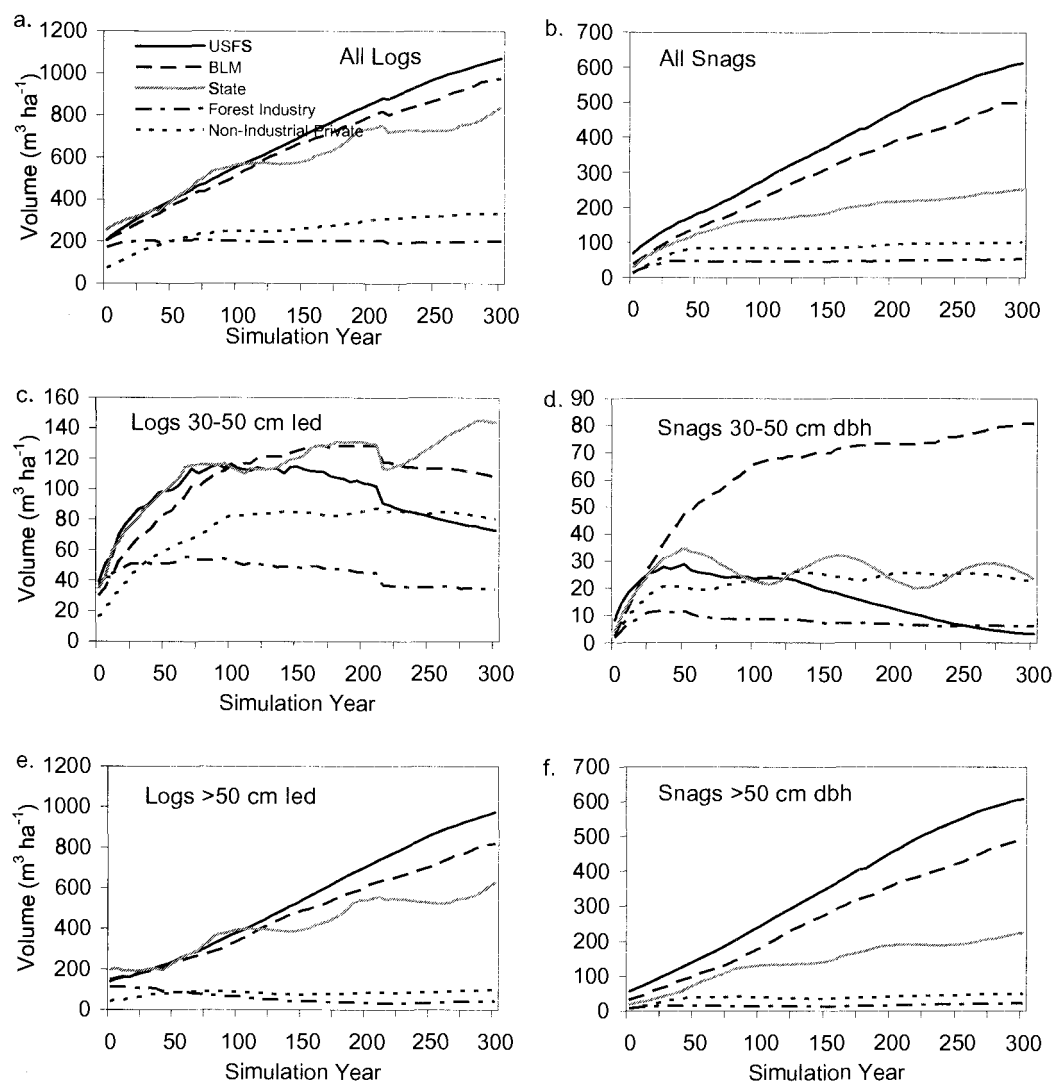 a.
1200
1000
800
600
400
200
0
Volume (m³ ha⁻¹)
USFS
BLM
State
Forest Industry
Non-Industrial Private
All Logs
0 50 100 150 200 250 300
Simulation Year
b.
700
600
500
400
300
200
100
0
All Snags
0 50 100 150 200 250 300
c.
160
140
120
100
80
60
40
20
0
Volume (m³ ha⁻¹)
Logs 30-50 cm led
0 50 100 150 200 250 300
Simulation Year
d.
90
80
70
60
50
40
30
20
10
0
Snags 30-50 cm dbh
0 50 100 150 200 250 300
e.
1200
1000
800
600
400
200
0
Volume (m³ ha⁻¹)
Logs >50 cm led
0 50 100 150 200 250 300
Simulation Year
f.
700
600
500
400
300
200
100
0
Snags >50 cm dbh
0 50 100 150 200 250 300
Simulation Year